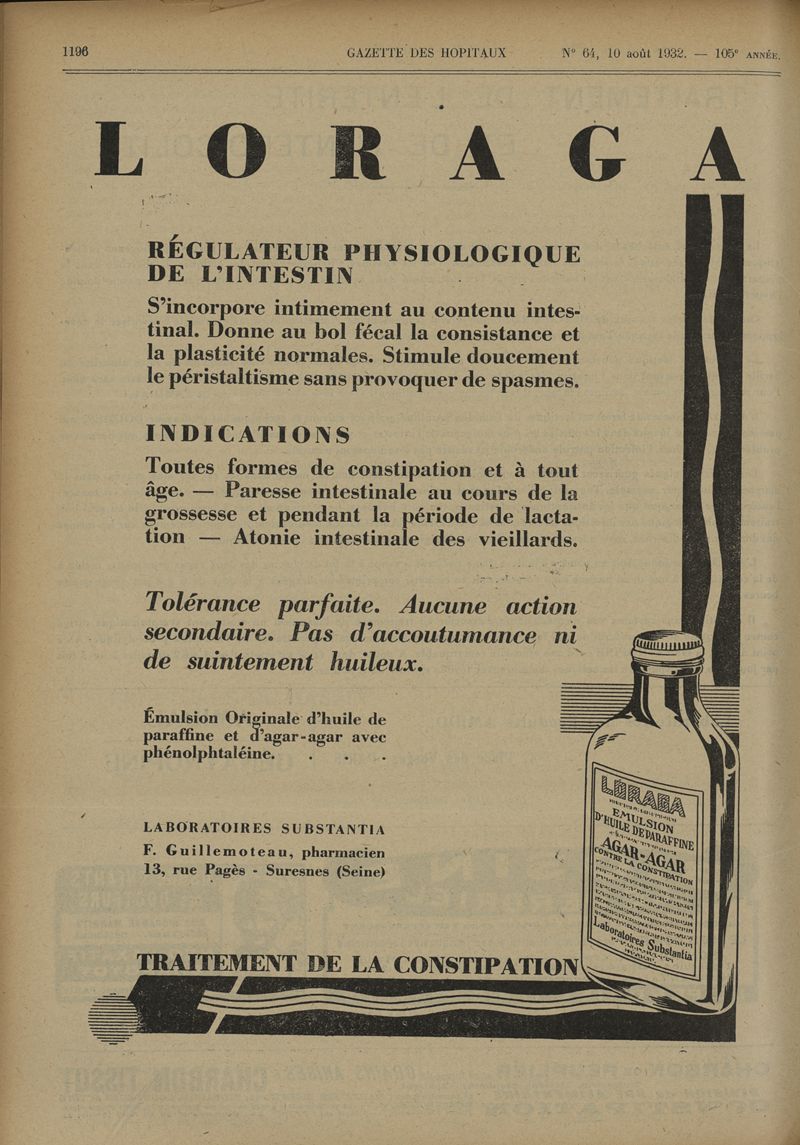 1196 GAZETTE DES HOPITAUX N° 64, 10 août 1932. — 105e ANNÉE.
LORAGA
RÉGULATEUR PHYSIOLOGIQUE
DE L'INTESTIN
S'incorpore intimement au contenu intes-
tinal. Donne au bol fécal la consistance et
la plasticité normales. Stimule doucement
le péristaltisme sans provoquer de spasmes.
INDICATIONS
Toutes formes de constipation et à tout
âge. — Paresse intestinale au cours de la
grossesse et pendant la période de lacta-
tion — Atonie intestinale des vieillards.
Tolérance parfaite. Aucune action
secondaire. Pas d'accoutumance ni
de suintement huileux.
Émulsion Originale d'huile de
paraffine et d'agar-agar avec
phénolphtaléine. . . .
LABORATOIRES SUBSTANTIA
F. Guillemoteau, pharmacien
13, rue Pagès - Suresnes (Seine)
LORAGA
EMULSION
D'HUILE DE PARAFFINE
AGAR-AGAR
CONTRE LA CONSTIPATION
Laboratoires Substantia
TRAITEMENT DE LA CONSTIPATION